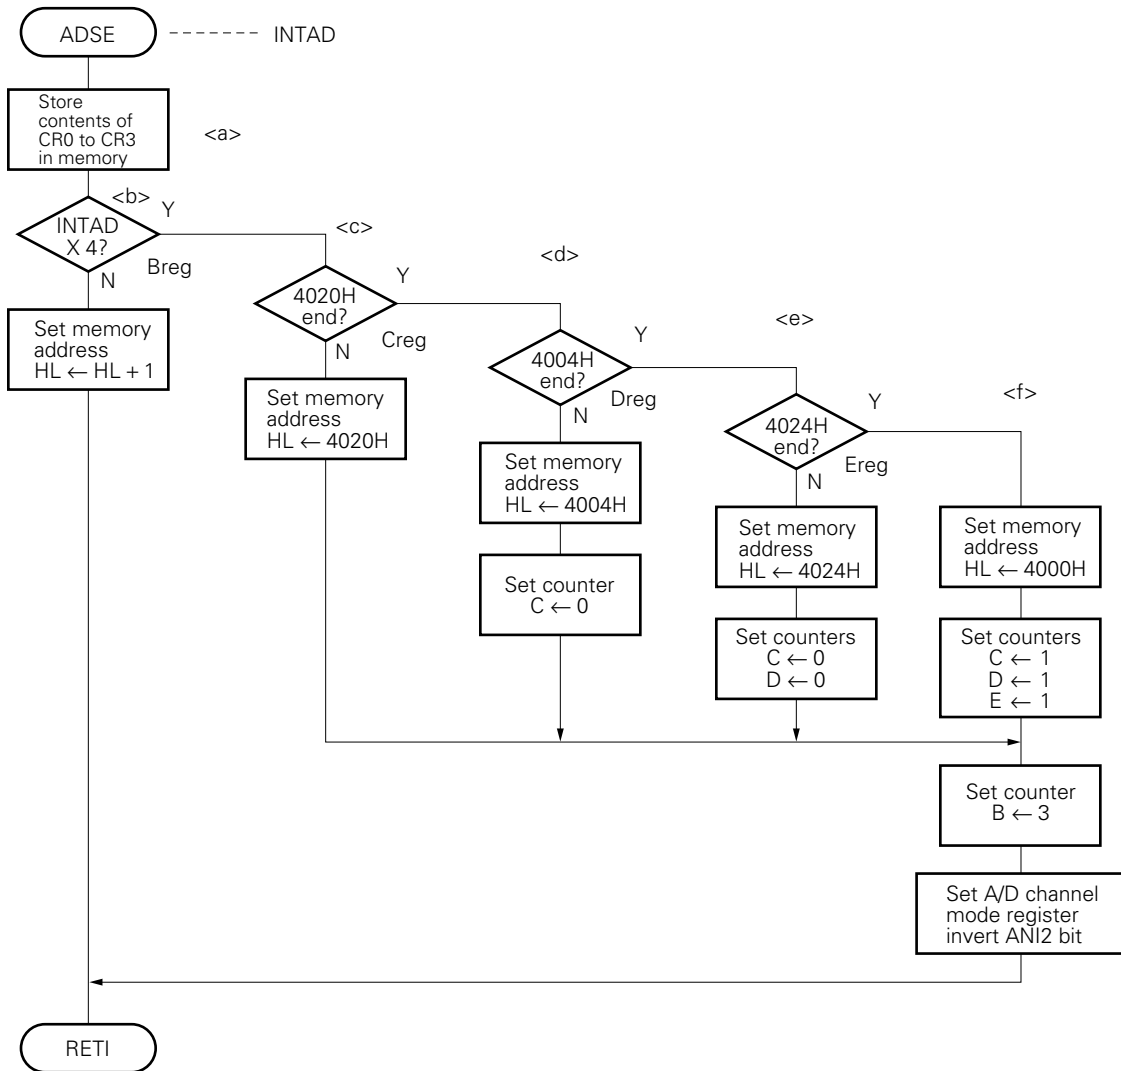 ADSE
INTAD
Store
contents of
CR0 to CR3
in memory
<a>
<b>
Y
INTAD
X 4?
N
Breg
Set memory
address
HL ← HL + 1
<c>
Y
4020H
end?
N
Creg
Set memory
address
HL ← 4020H
<d>
Y
4004H
end?
N
Dreg
Set memory
address
HL ← 4004H
Set counter
C ← 0
<e>
Y
4024H
end?
N
Ereg
Set memory
address
HL ← 4024H
Set counters
C ← 0
D ← 0
<f>
Set memory
address
HL ← 4000H
Set counters
C ← 1
D ← 1
E ← 1
Set counter
B ← 3
Set A/D channel
mode register
invert ANI2 bit
RETI